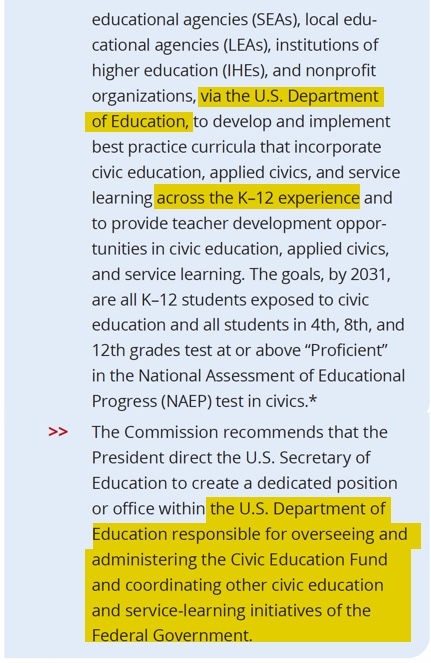 educational agencies (SEAs), local edu-
cational agencies (LEAs), institutions of
higher education (IHEs), and nonprofit
organizations, via the U.S. Department
of Education, to develop and implement
best practice curricula that incorporate
civic education, applied civics, and service
learning across the K–12 experience and
to provide teacher development oppor-
tunities in civic education, applied civics,
and service learning. The goals, by 2031,
are all K–12 students exposed to civic
education and all students in 4th, 8th, and
12th grades test at or above “Proficient”
in the National Assessment of Educational
Progress (NAEP) test in civics.*
>> The Commission recommends that the
President direct the U.S. Secretary of
Education to create a dedicated position
or office within the U.S. Department of
Education responsible for overseeing and
administering the Civic Education Fund
and coordinating other civic education
and service-learning initiatives of the
Federal Government.